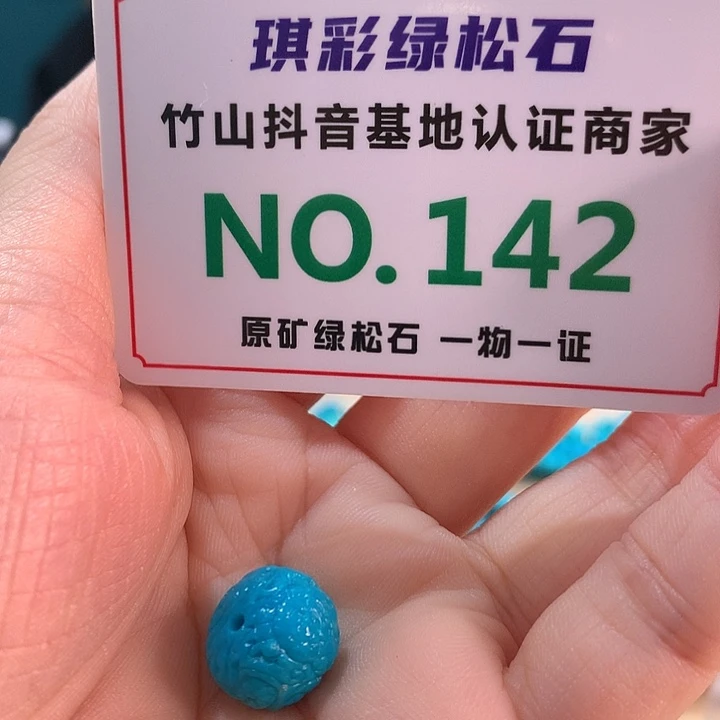 琪彩绿松石
竹山抖音基地认证商家
NO.142
原矿绿松石 一物一证